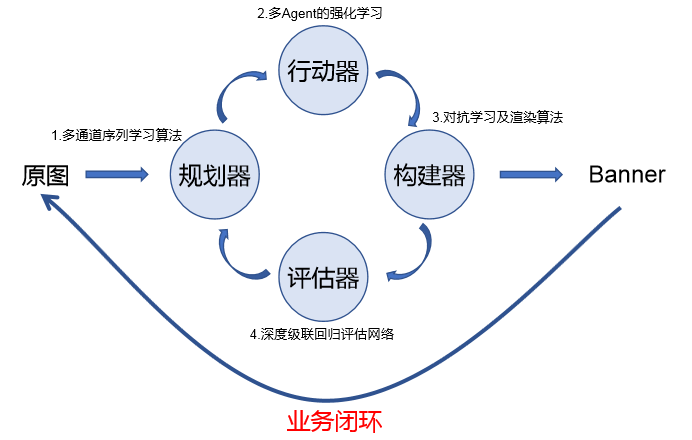 2.多Agent的强化学习
行动器
3.对抗学习及渲染算法
1.多通道序列学习算法
原图
规划器
构建器
Banner
评估器
4.深度级联回归评估网络
业务闭环